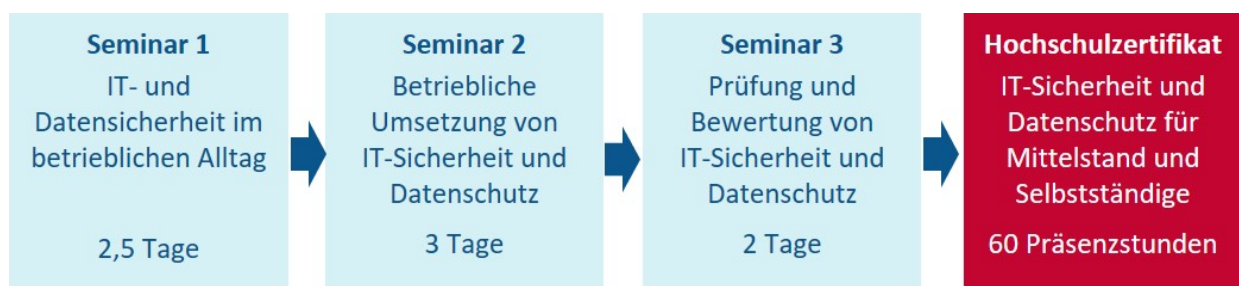 Seminar 1
IT- und
Datensicherheit im
betrieblichen Alltag
2,5 Tage
Seminar 2
Betriebliche
Umsetzung von
IT-Sicherheit und
Datenschutz
3 Tage
Seminar 3
Prüfung und
Bewertung von
IT-Sicherheit und
Datenschutz
2 Tage
Hochschulzertifikat
IT-Sicherheit und
Datenschutz für
Mittelstand und
Selbstständige
60 Präsenzstunden